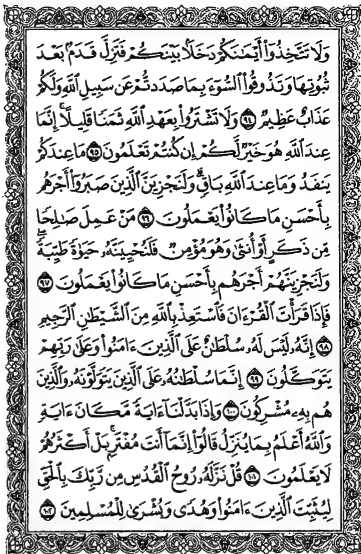 وَلَا تَتَّخِذُوٓا۟ أَيْمَٰنَكُمْ دَخَلًۢا بَيْنَكُمْ فَتَزِلَّ قَدَمٌۢ بَعْدَ
ثُبُوتِهَا وَتَذُوقُوا۟ ٱلسُّوٓءَ بِمَا صَدَدتُّمْ عَن سَبِيلِ ٱللَّهِ وَلَكُمْ
عَذَابٌ عَظِيمٌ ٩٤ وَلَا تَشْتَرُوا۟ بِعَهْدِ ٱللَّهِ ثَمَنًا قَلِيلًا ۚ إِنَّمَا
عِندَ ٱللَّهِ هُوَ خَيْرٌ لَّكُمْ إِن كُنتُمْ تَعْلَمُونَ ٩٥ مَا عِندَكُمْ
يَنفَدُ وَمَا عِندَ ٱللَّهِ بَاقٍ ۗ وَلَنَجْزِيَنَّ ٱلَّذِينَ صَبَرُوٓا۟ أَجْرَهُم
بِأَحْسَنِ مَا كَانُوا۟ يَعْمَلُونَ ٩٦ مَنْ عَمِلَ صَٰلِحًا
مِّن ذَكَرٍ أَوْ أُنثَىٰ وَهُوَ مُؤْمِنٌ فَلَنُحْيِيَنَّهُۥ حَيَوٰةً طَيِّبَةً ۖ
وَلَنَجْزِيَنَّهُمْ أَجْرَهُم بِأَحْسَنِ مَا كَانُوا۟ يَعْمَلُونَ ٩٧
فَإِذَا قَرَأْتَ ٱلْقُرْءَانَ فَٱسْتَعِذْ بِٱللَّهِ مِنَ ٱلشَّيْطَٰنِ ٱلرَّجِيمِ
٩٨ إِنَّهُۥ لَيْسَ لَهُۥ سُلْطَٰنٌ عَلَى ٱلَّذِينَ ءَامَنُوا۟ وَعَلَىٰ رَبِّهِمْ
يَتَوَكَّلُونَ ٩٩ إِنَّمَا سُلْطَٰنُهُۥ عَلَى ٱلَّذِينَ يَتَوَلَّوْنَهُۥ وَٱلَّذِينَ
هُم بِهِۦ مُشْرِكُونَ ١٠٠ وَإِذَا بَدَّلْنَآ ءَايَةً مَّكَانَ ءَايَةٍ ۙ
وَٱللَّهُ أَعْلَمُ بِمَا يُنَزِّلُ قَالُوٓا۟ إِنَّمَآ أَنتَ مُفْتَرٍۭ ۚ بَلْ أَكْثَرُهُمْ
لَا يَعْلَمُونَ ١٠١ قُلْ نَزَّلَهُۥ رُوحُ ٱلْقُدُسِ مِن رَّبِّكَ بِٱلْحَقِّ
لِيُثَبِّتَ ٱلَّذِينَ ءَامَنُوا۟ وَهُدًى وَبُشْرَىٰ لِلْمُسْلِمِينَ ١٠٢